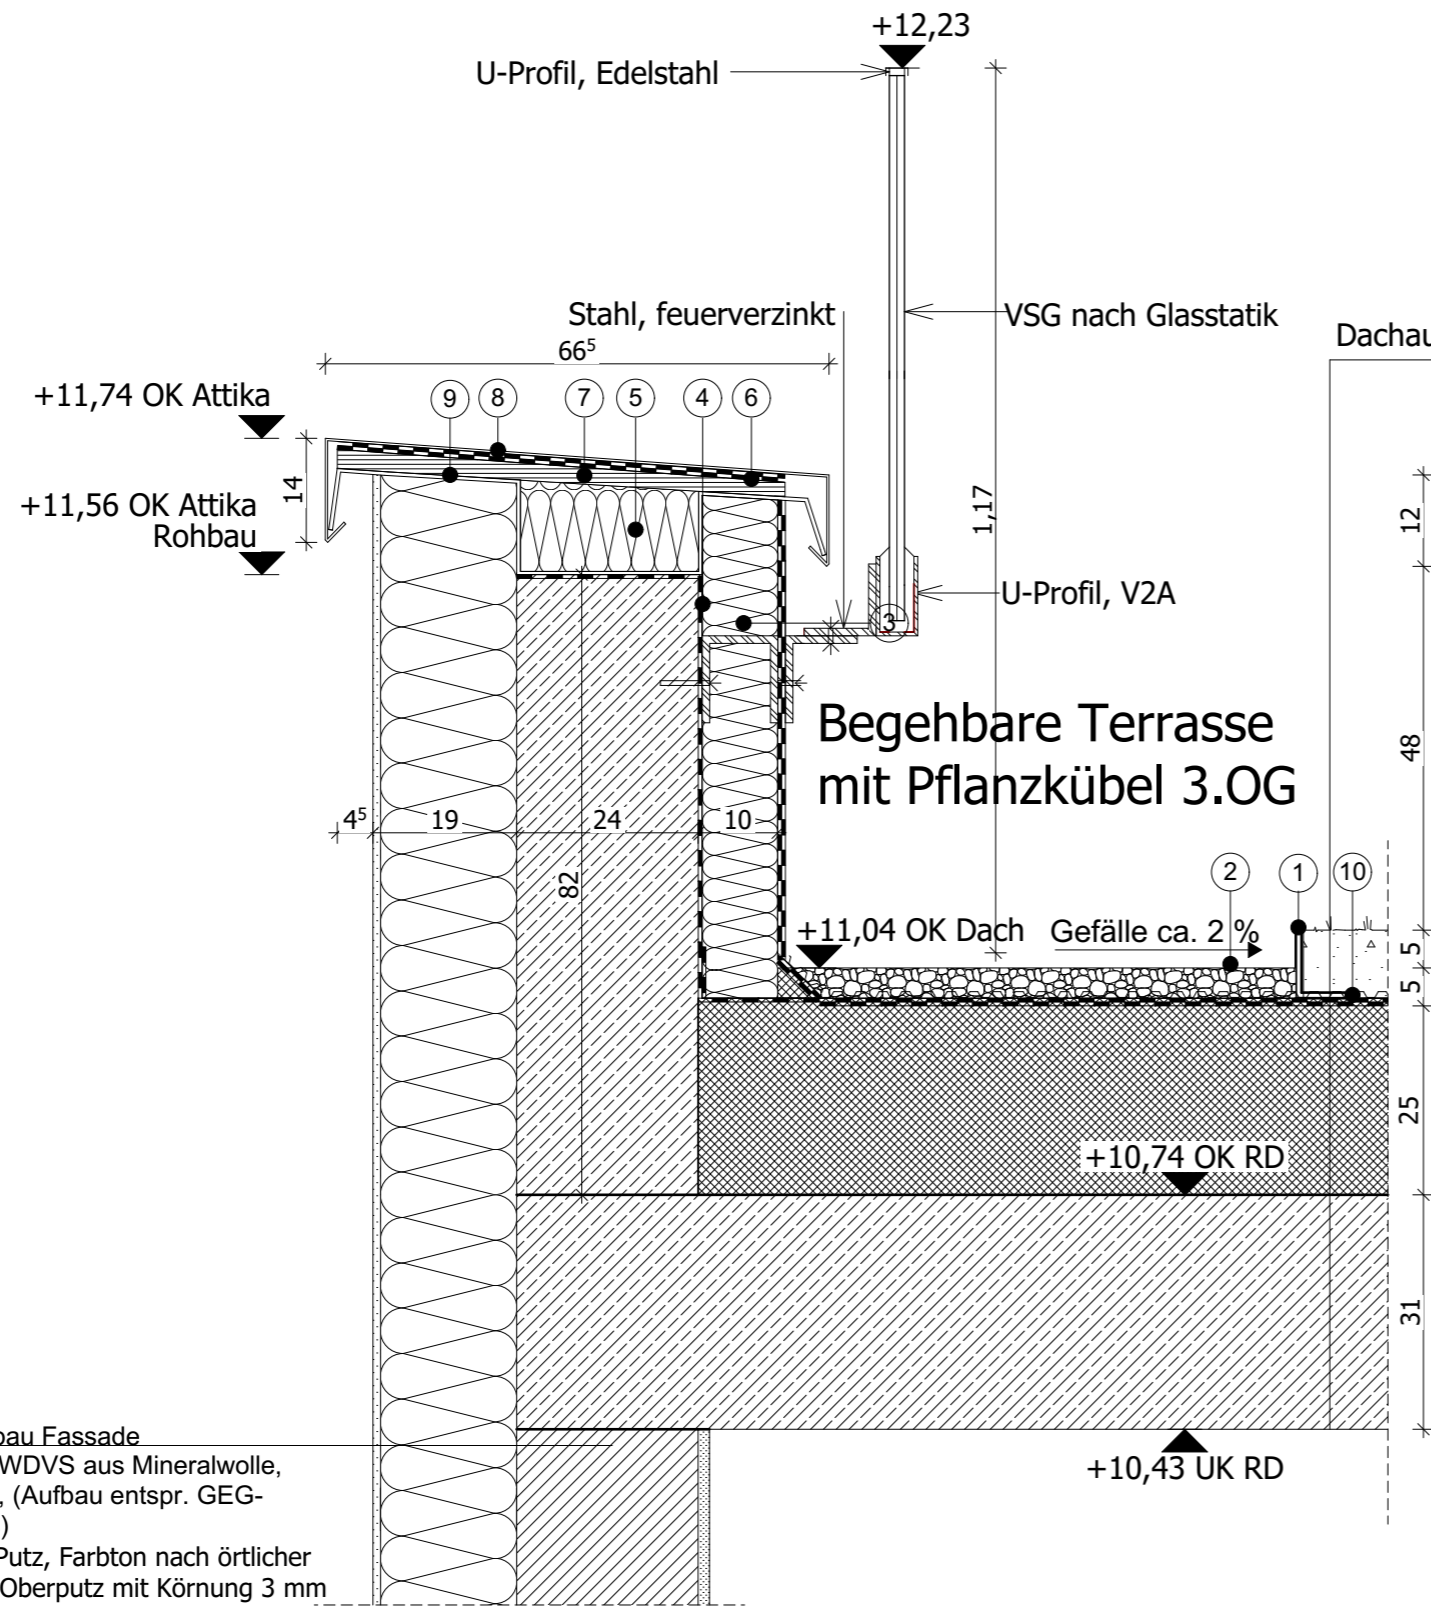 +12,23
U-Profil, Edelstahl
Stahl, feuerverzinkt
VSG nach Glasstatik
Dachau
66⁵
+11,74 OK Attika
9 8 7 5 4 6
14
+11,56 OK Attika
Rohbau
1,17
12
U-Profil, V2A
3
Begehbare Terrasse
mit Pflanzkübel 3.OG
48
4⁵ 19 24 10
82
2 1 10
+11,04 OK Dach
Gefälle ca. 2 %
5
5
25
+10,74 OK RD
31
+10,43 UK RD
bau Fassade
WDVS aus Mineralwolle,
, (Aufbau entspr. GEG-
)
Putz, Farbton nach örtlicher
Oberputz mit Körnung 3 mm